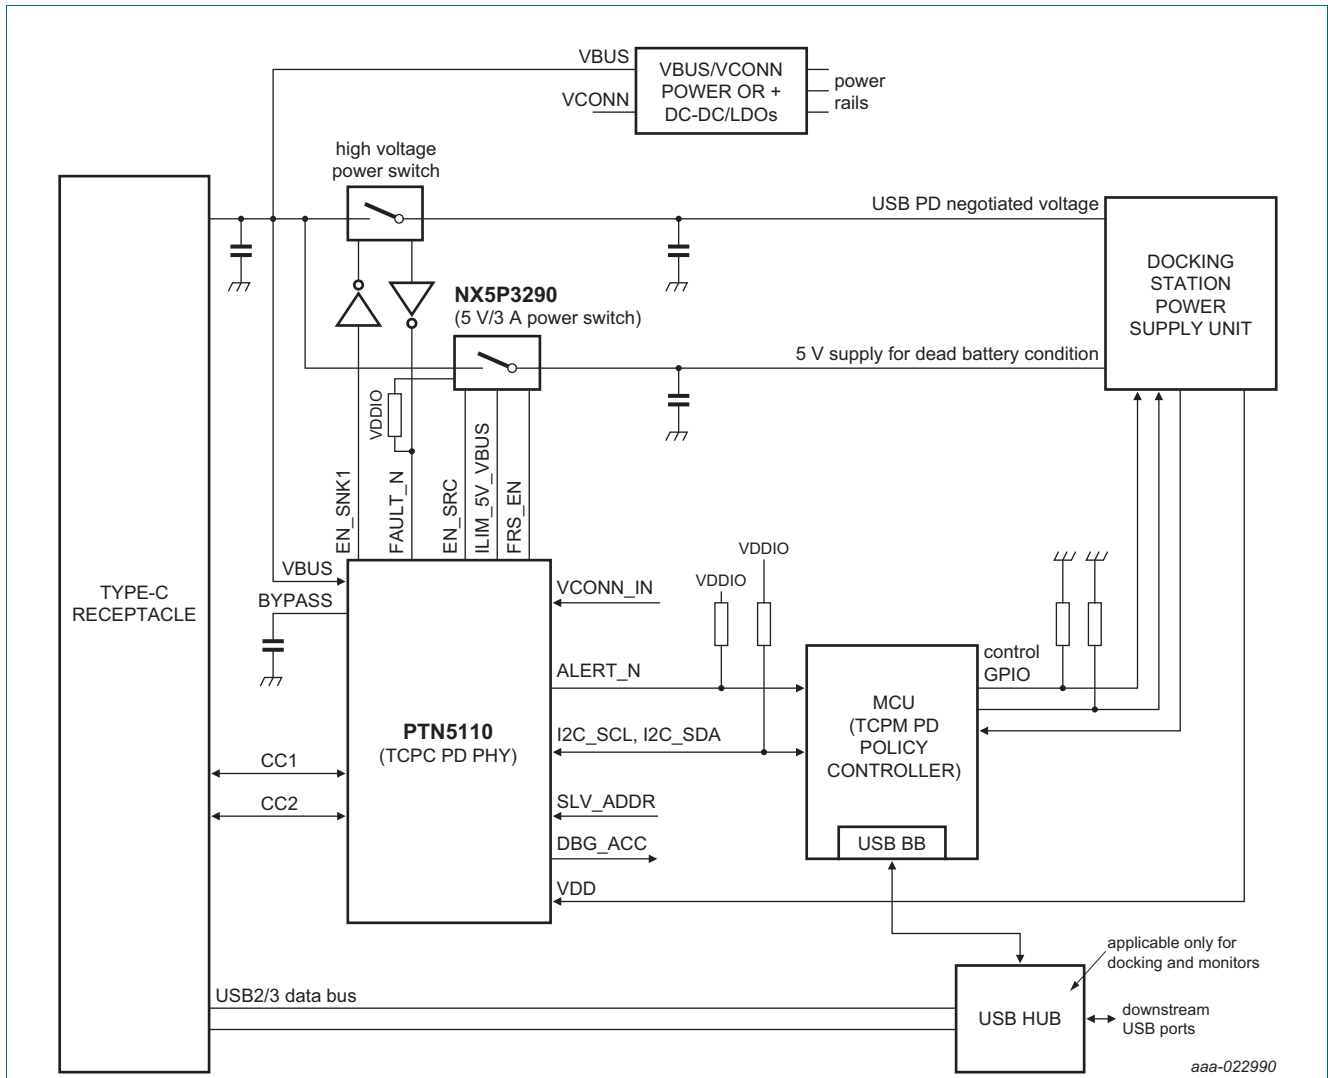 VBUS
VCONN
VBUS/VCONN
POWER OR +
DC-DC/LDOs
power
rails
high voltage
power switch
USB PD negotiated voltage
DOCKING
STATION
POWER
SUPPLY UNIT
NX5P3290
(5 V/3 A power switch)
5 V supply for dead battery condition
VDDIO
EN_SNK1
FAULT_N
EN_SRC
ILIM_5V_VBUS
FRS_EN
TYPE-C
RECEPTACLE
VBUS
BYPASS
VCONN_IN
VDDIO
VDDIO
ALERT_N
control
GPIO
PTN5110
(TCPC PD PHY)
I2C_SCL, I2C_SDA
MCU
(TCPM PD
POLICY
CONTROLLER)
CC1
CC2
SLV_ADDR
DBG_ACC
USB BB
VDD
applicable only for
docking and monitors
USB2/3 data bus
USB HUB
downstream
USB ports
aaa-022990